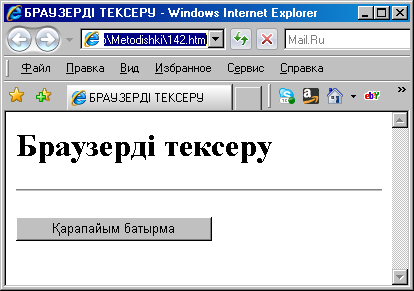 БРАУЗЕРДІ ТЕКСЕРУ - Windows Internet Explorer
\Metodishki\142.htm
Mail.Ru
Файл Правка Вид Избранное Сервис Справка
БРАУЗЕРДІ ТЕКСЕРУ
ebY
Браузерді тексеру
Қарапайым батырма